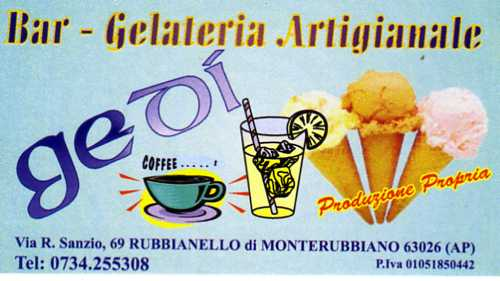 Bar - Gelateria Artigianale
gedí
COFFEE.....:
Produzione Propria
Via R. Sanzio, 69 RUBBIANELLO di MONTERUBBIANO 63026 (AP)
Tel: 0734.255308
P.Iva 01051850442